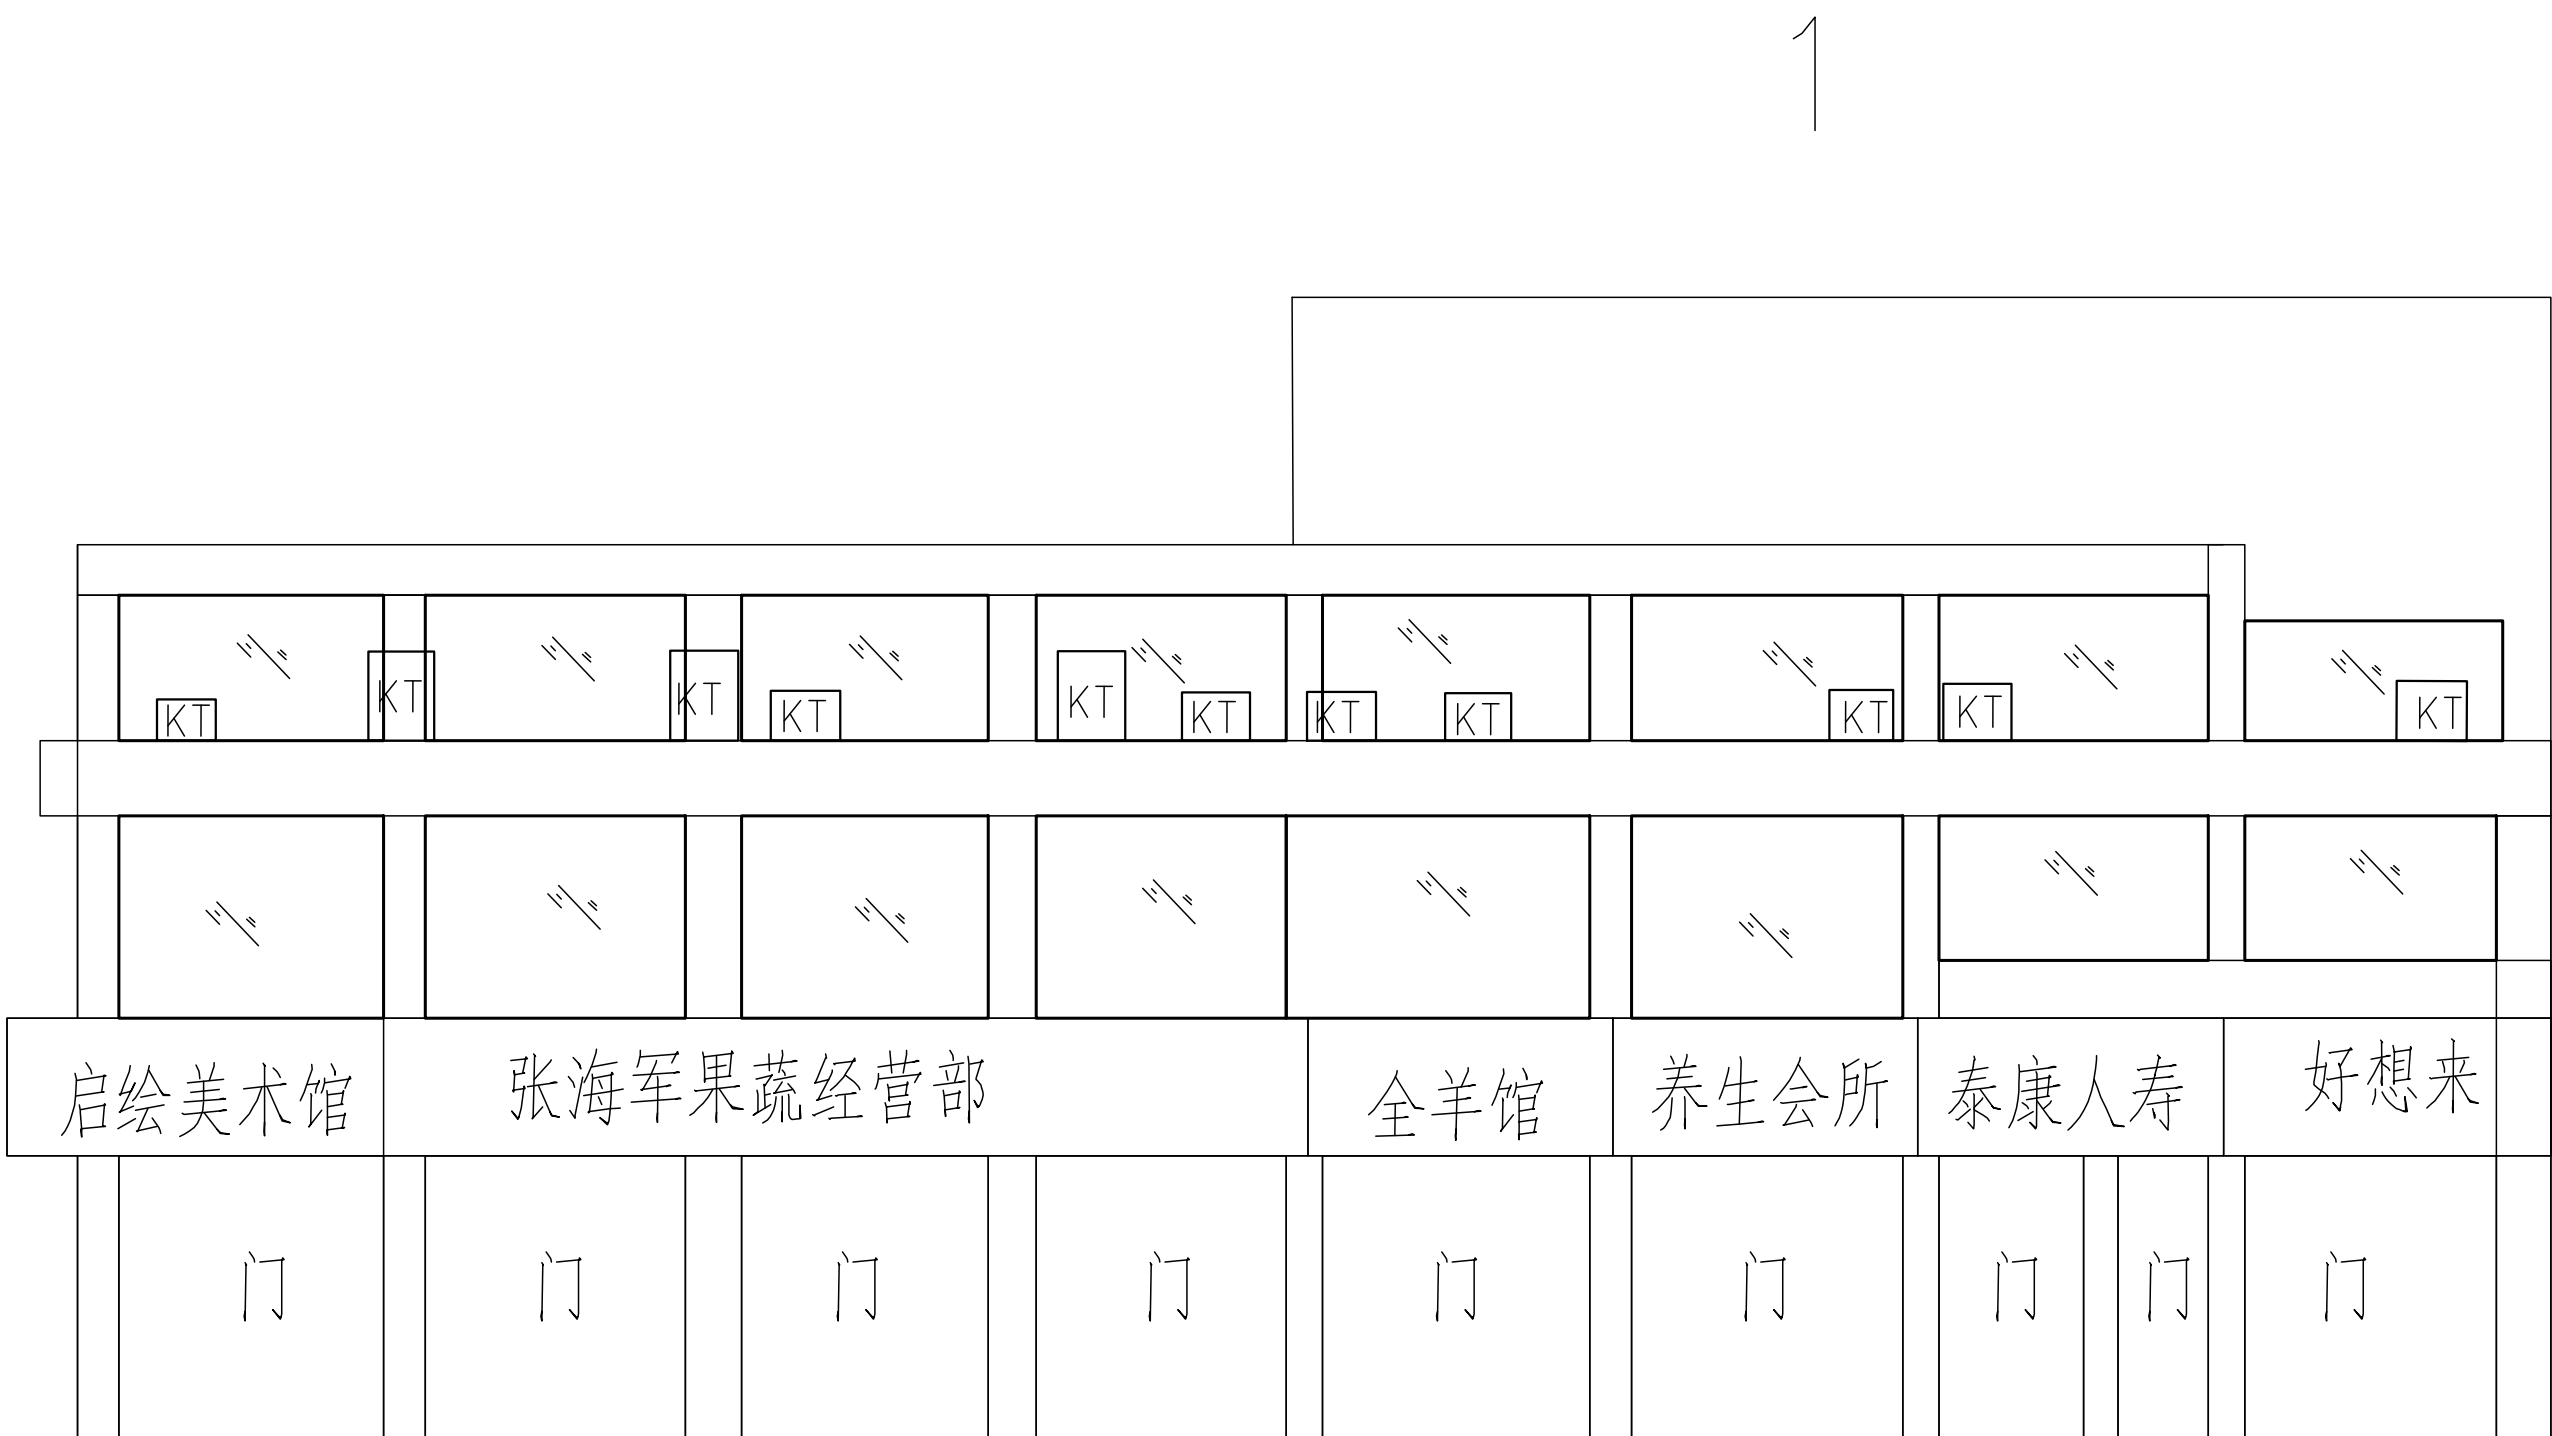 1
KT KT KT KT KT KT KT KT KT KT KT
启绘美术馆 张海军果蔬经营部 全羊馆 养生会所 泰康人寿 好想来
门 门 门 门 门 门 门 门 门